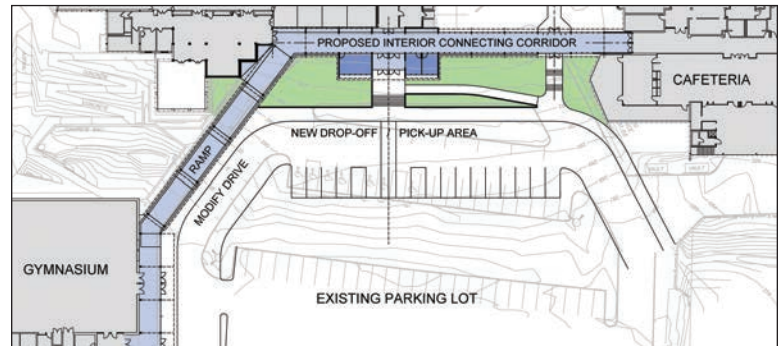 PROPOSED INTERIOR CONNECTING CORRIDOR
CAFETERIA
NEW DROP-OFF / PICK-UP AREA
RAMP
MODIFY DRIVE
GYMNASIUM
EXISTING PARKING LOT